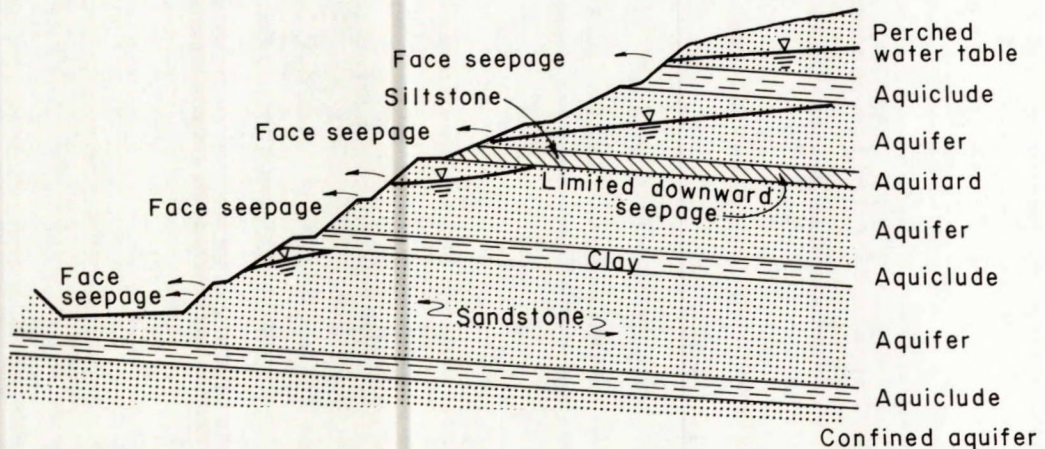 Perched
water table
Face seepage
Aquiclude
Siltstone
Face seepage
Aquifer
Aquitard
Limited downward
seepage
Face seepage
Aquifer
Clay
Aquiclude
Face
seepage
Sandstone
Aquifer
Aquiclude
Confined aquifer